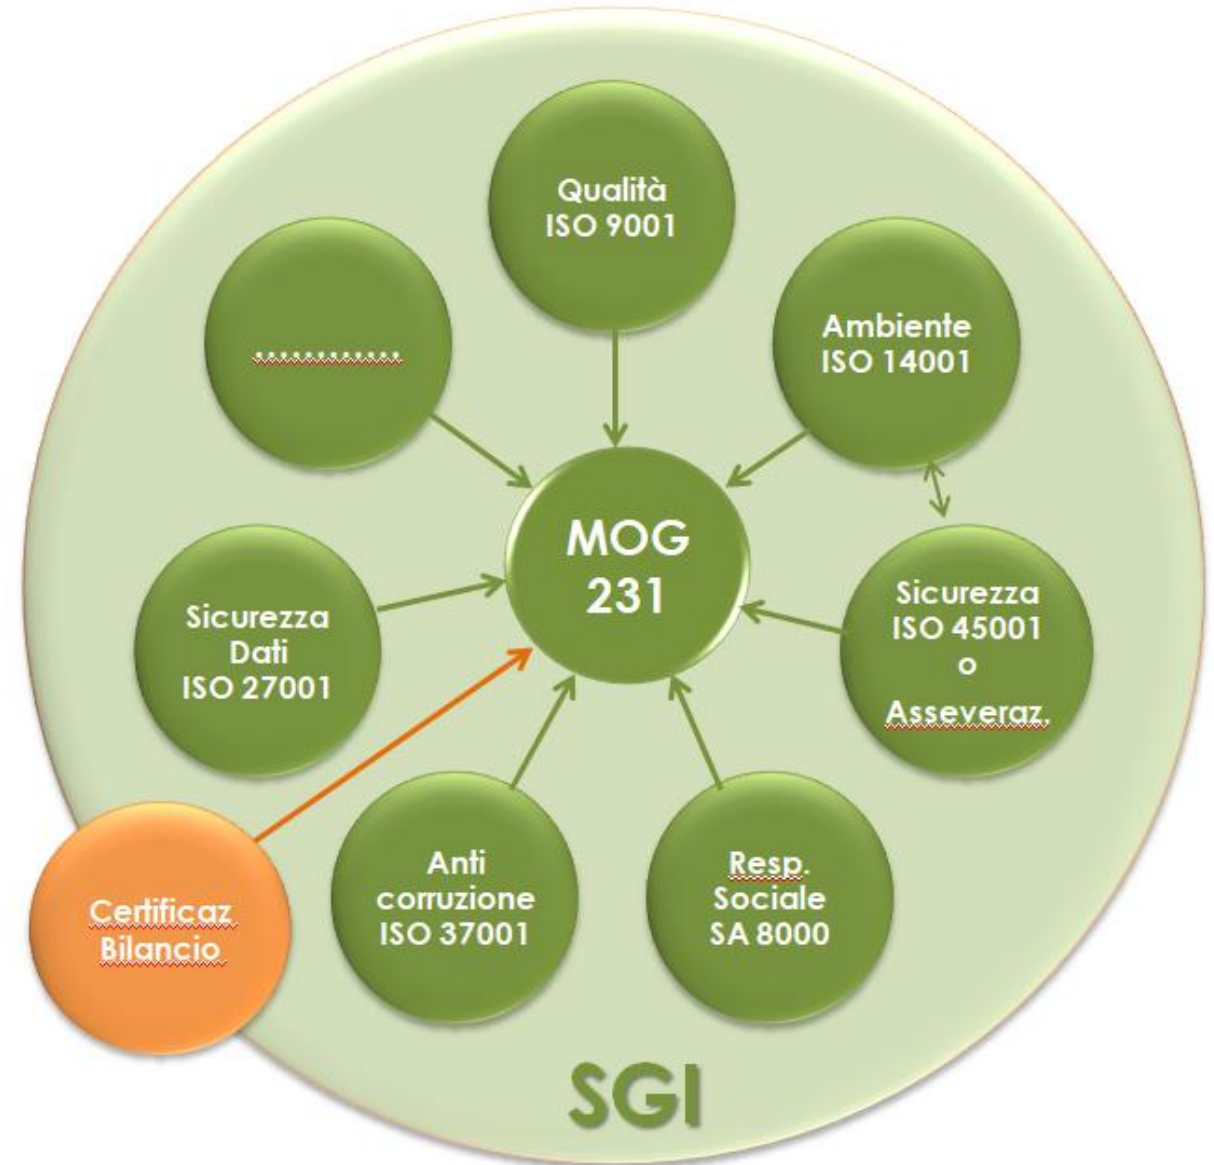 Qualità
ISO 9001
Ambiente
ISO 14001
............
MOG
231
Sicurezza
ISO 45001
o
Asseveraz.
Sicurezza
Dati
ISO 27001
Anti
corruzione
ISO 37001
Resp.
Sociale
SA 8000
Certificaz
Bilancio
SGI